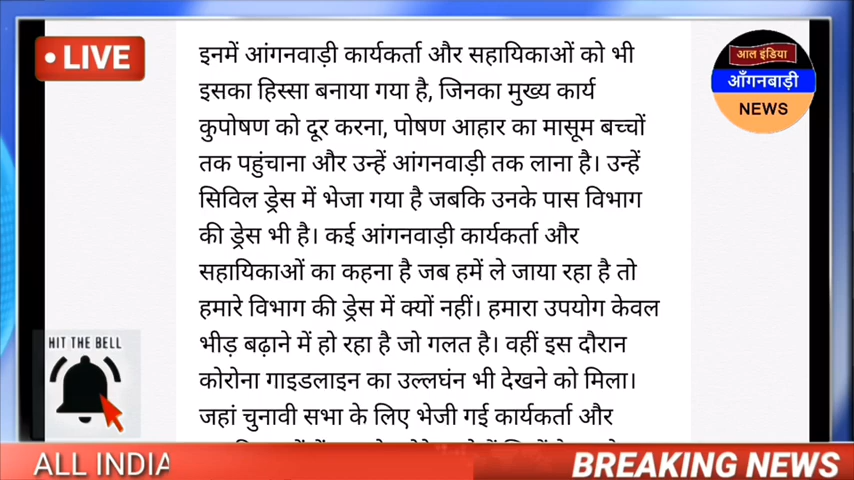 LIVE
इनमें आंगनवाड़ी कार्यकर्ता और सहायिकाओं को भी
इसका हिस्सा बनाया गया है, जिनका मुख्य कार्य
कुपोषण को दूर करना, पोषण आहार का मासूम बच्चों
तक पहुंचाना और उन्हें आंगनवाड़ी तक लाना है। उन्हें
सिविल ड्रेस में भेजा गया है जबकि उनके पास विभाग
की ड्रेस भी है। कई आंगनवाड़ी कार्यकर्ता और
सहायिकाओं का कहना है जब हमें ले जाया रहा है तो
हमारे विभाग की ड्रेस में क्यों नहीं। हमारा उपयोग केवल
भीड़ बढ़ाने में हो रहा है जो गलत है। वहीं इस दौरान
कोरोना गाइडलाइन का उल्लघंन भी देखने को मिला।
जहां चुनावी सभा के लिए भेजी गई कार्यकर्ता और
आल इंडिया
आँगनबाड़ी
NEWS
HIT THE BELL
ALL INDIA
BREAKING NEWS